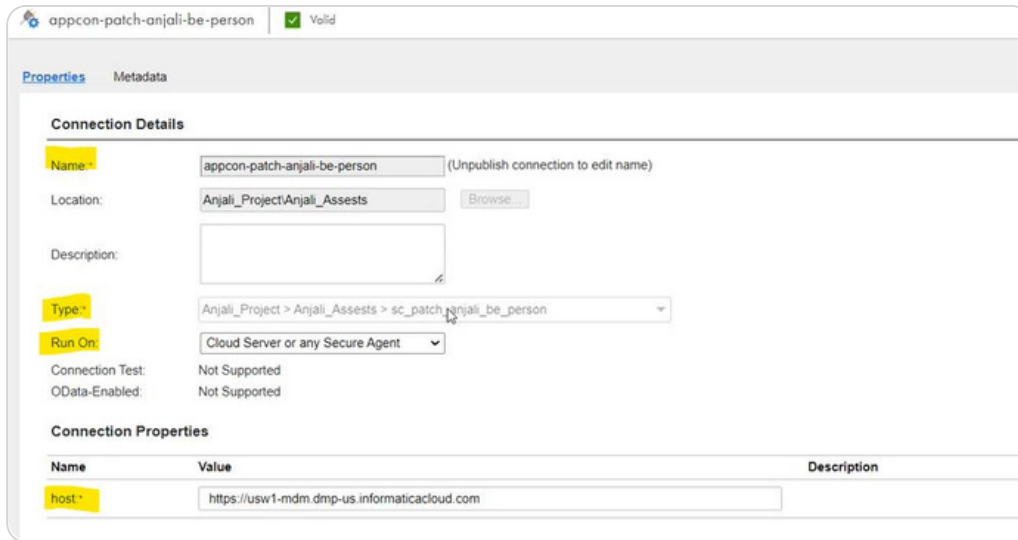 appcon-patch-anjali-be-person Valid
Properties Metadata
Connection Details
Name:* appcon-patch-anjali-be-person (Unpublish connection to edit name)
Location: Anjali_Project\Anjali_Assests Browse...
Description:
Type:* Anjali_Project > Anjali_Assests > sc_patch_anjali_be_person
Run On: Cloud Server or any Secure Agent
Connection Test: Not Supported
OData-Enabled: Not Supported
Connection Properties
Name Value Description
host:* https://usw1-mdm.dmp-us.informaticacloud.com